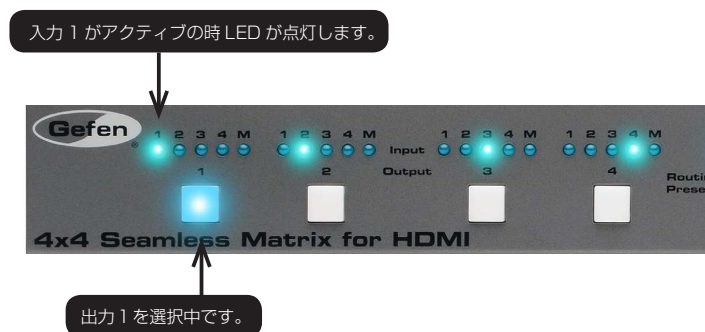 入力 1 がアクティブの時 LED が点灯します。
Gefen®
1 2 3 4 M 1 2 3 4 M Input 1 2 3 4 M 1 2 3 4 M
1 2 Output 3 4
4x4 Seamless Matrix for HDMI
出力 1 を選択中です。